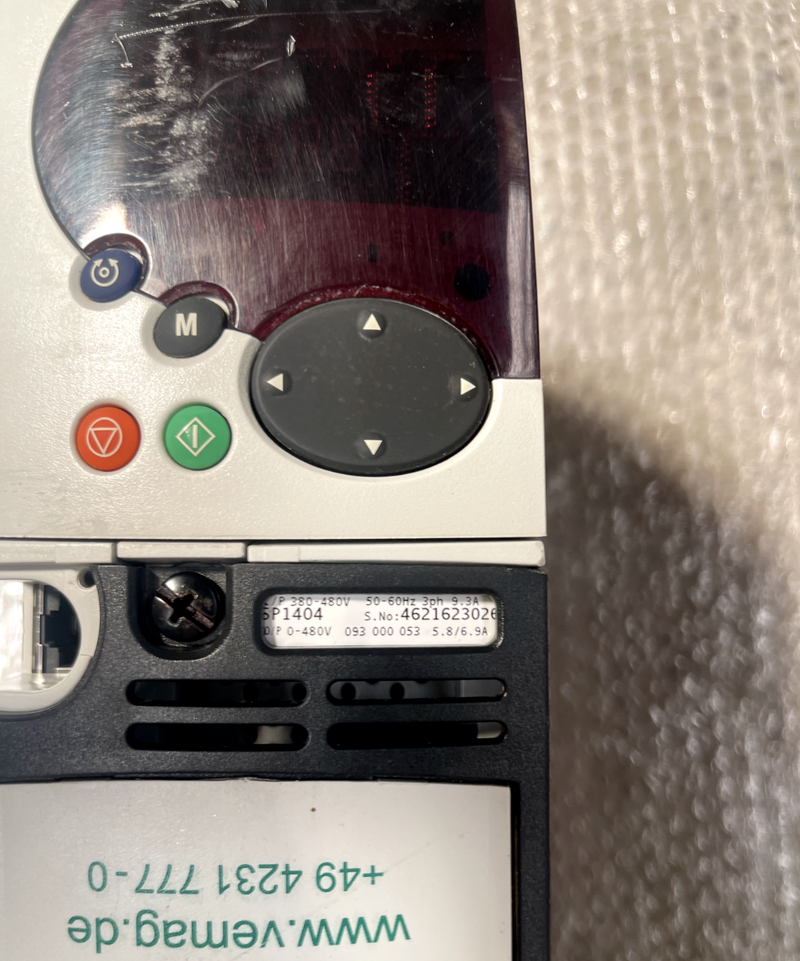 M
I/P 380-480V 50-60Hz 3ph 9.3A
SP1404 S.No:4621623026
O/P 0-480V 093 000 053 5.8/6.9A
+49 4231 777-0
www.vemag.de